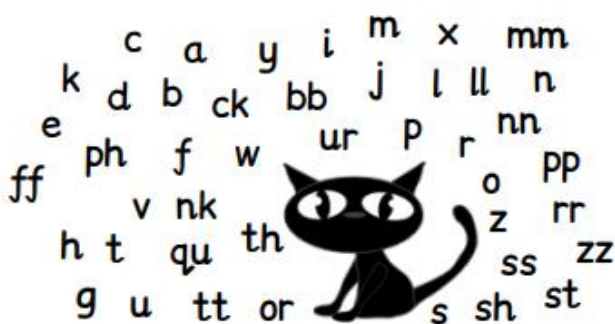 c a y i m x mm
k d b ck bb j l ll n
e ph f w ur p r nn
ff v nk o pp
h t qu th z rr
g u tt or s sh ss st zz